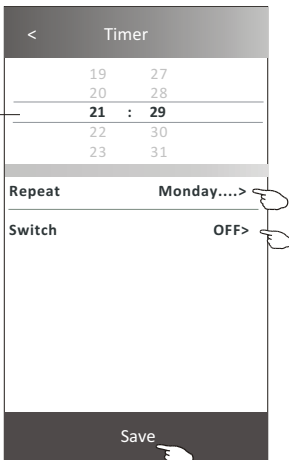 < Timer
19 27
20 28
21 : 29
22 30
23 31
Repeat Monday....>
Switch OFF>
Save